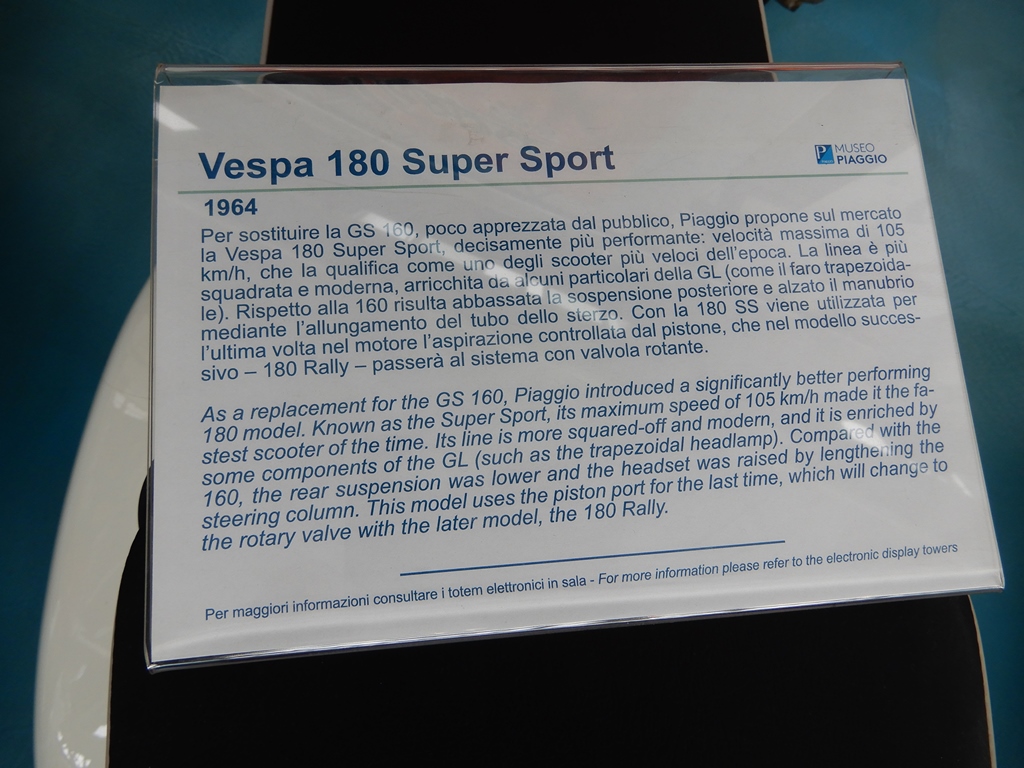 Vespa 180 Super Sport
MUSEO
PIAGGIO
1964
Per sostituire la GS 160, poco apprezzata dal pubblico, Piaggio propone sul mercato
la Vespa 180 Super Sport, decisamente più performante: velocità massima di 105
km/h, che la qualifica come uno degli scooter più veloci dell'epoca. La linea è più
squadrata e moderna, arricchita da alcuni particolari della GL (come il faro trapezoida-
le). Rispetto alla 160 risulta abbassata la sospensione posteriore e alzato il manubrio
mediante l'allungamento del tubo dello sterzo. Con la 180 SS viene utilizzata per
l'ultima volta nel motore l'aspirazione controllata dal pistone, che nel modello succes-
sivo – 180 Rally – passerà al sistema con valvola rotante.
As a replacement for the GS 160, Piaggio introduced a significantly better performing
180 model. Known as the Super Sport, its maximum speed of 105 km/h made it the fa-
stest scooter of the time. Its line is more squared-off and modern, and it is enriched by
some components of the GL (such as the trapezoidal headlamp). Compared with the
160, the rear suspension was lower and the headset was raised by lengthening the
steering column. This model uses the piston port for the last time, which will change to
the rotary valve with the later model, the 180 Rally.
Per maggiori informazioni consultare i totem elettronici in sala - For more information please refer to the electronic display towers